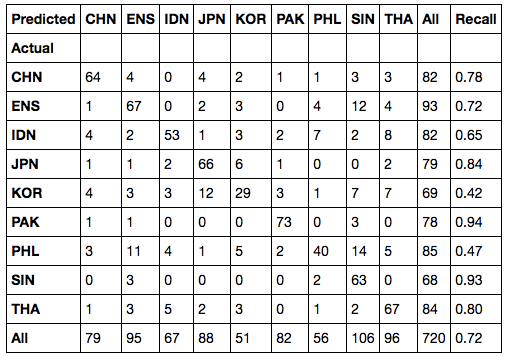 Predicted CHN ENS IDN JPN KOR PAK PHL SIN THA All Recall
Actual
CHN 64 4 0 4 2 1 1 3 3 82 0.78
ENS 1 67 0 2 3 0 4 12 4 93 0.72
IDN 4 2 53 1 3 2 7 2 8 82 0.65
JPN 1 1 2 66 6 1 0 0 2 79 0.84
KOR 4 3 3 12 29 3 1 7 7 69 0.42
PAK 1 1 0 0 0 73 0 3 0 78 0.94
PHL 3 11 4 1 5 2 40 14 5 85 0.47
SIN 0 3 0 0 0 0 2 63 0 68 0.93
THA 1 3 5 2 3 0 1 2 67 84 0.80
All 79 95 67 88 51 82 56 106 96 720 0.72